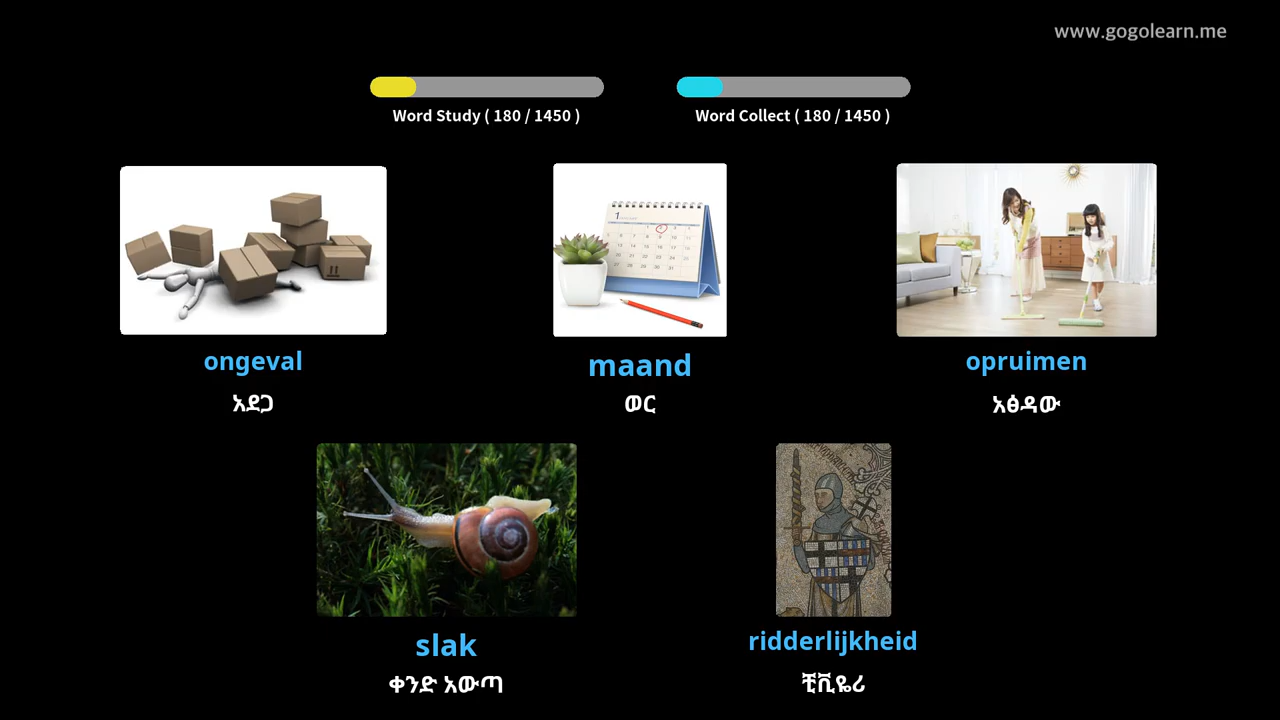 www.gogolearn.me
Word Study ( 180 / 1450 )
Word Collect ( 180 / 1450 )
ongeval
maand
opruimen
አደጋ
ወር
አፅዳው
slak
ridderlijkheid
ቀንድ አውጣ
ቺቪዬሪ